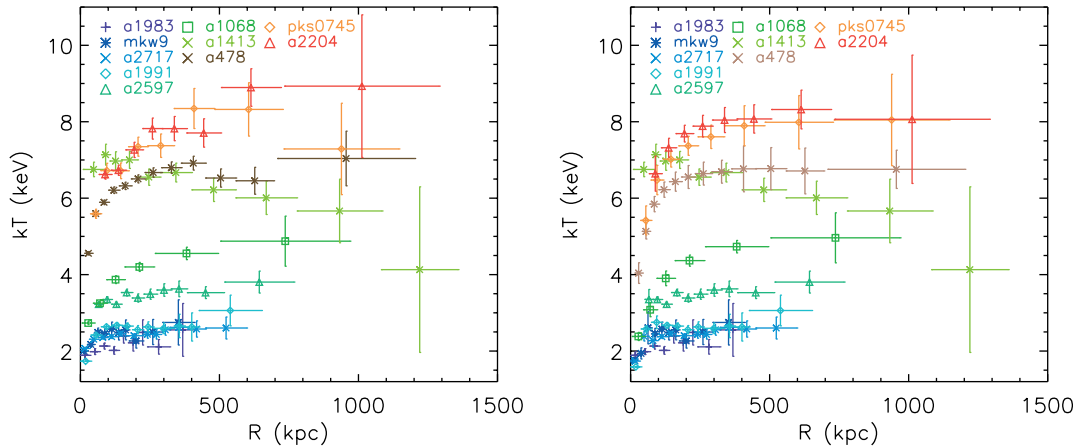 a1983 a1068 pks0745
mkw9 a1413 a2204
a2717 a478
a1991
a2597
10
8
6
4
2
kT (keV)
0 500 1000 1500
R (kpc)
a1983 a1068 pks0745
mkw9 a1413 a2204
a2717 a478
a1991
a2597
10
8
6
4
2
kT (keV)
0 500 1000 1500
R (kpc)